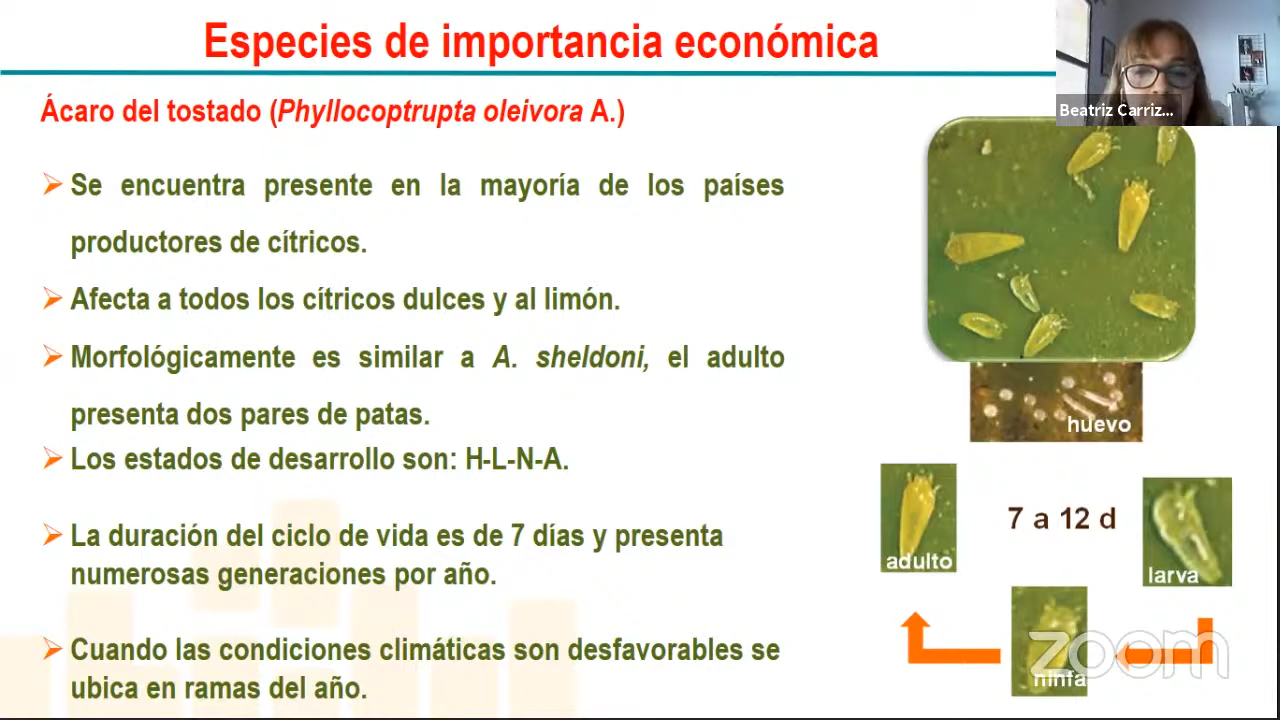 Especies de importancia económica
Beatriz Carriz...
Ácaro del tostado (Phyllocoptrupta oleivora A.)
Se encuentra presente en la mayoría de los países
productores de cítricos.
Afecta a todos los cítricos dulces y al limón.
Morfológicamente es similar a A. sheldoni, el adulto
presenta dos pares de patas.
Los estados de desarrollo son: H-L-N-A.
La duración del ciclo de vida es de 7 días y presenta
numerosas generaciones por año.
Cuando las condiciones climáticas son desfavorables se
ubica en ramas del año.
huevo
7 a 12 d
adulto
larva
ninfa
zoom